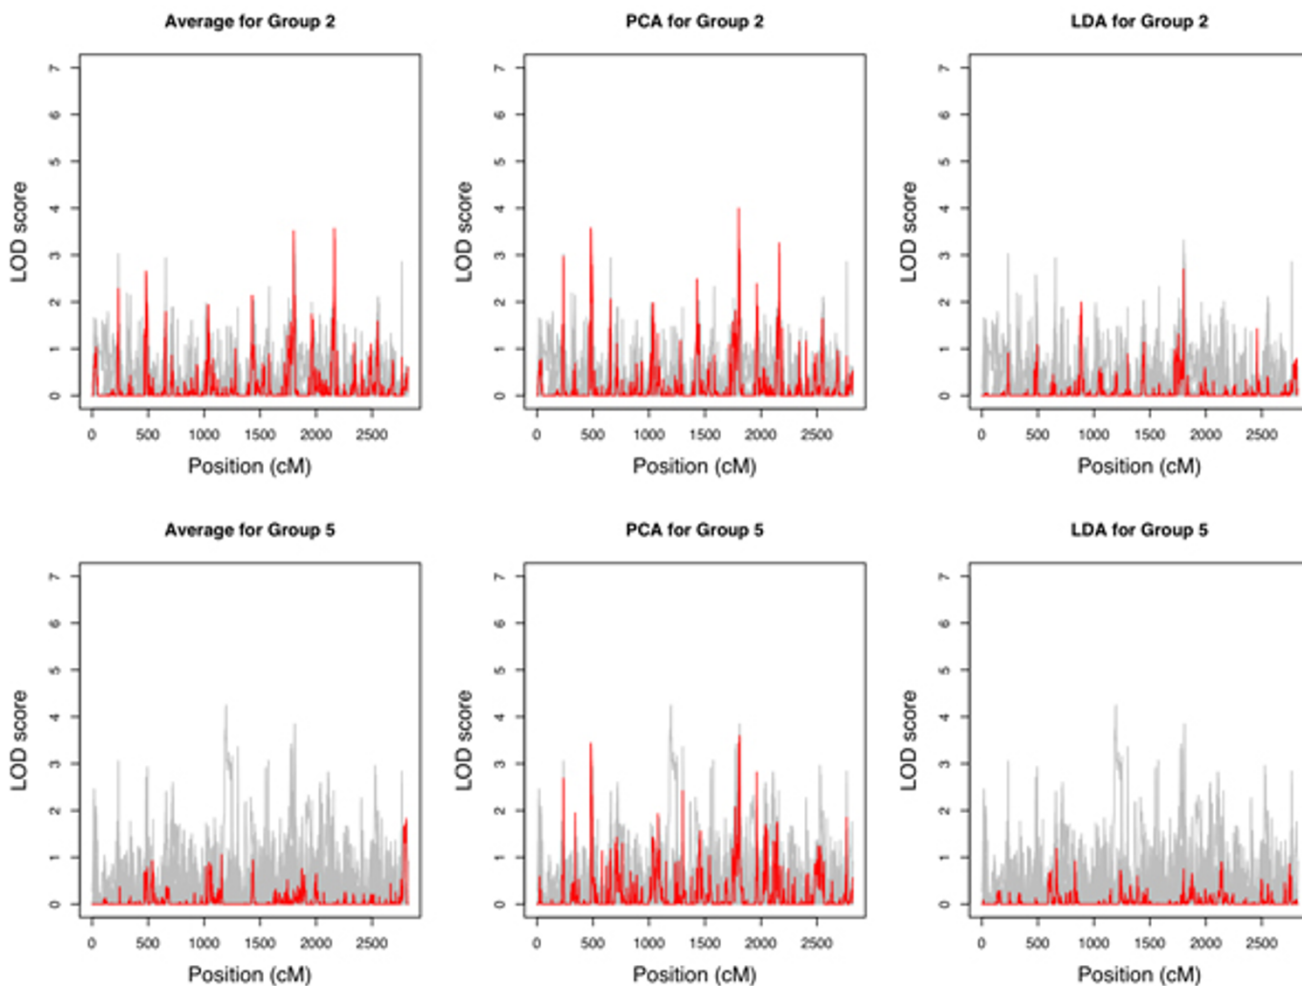 Average for Group 2
PCA for Group 2
LDA for Group 2
LOD score
7
6
5
4
3
2
1
0
0 500 1000 1500 2000 2500
Position (cM)
LOD score
7
6
5
4
3
2
1
0
0 500 1000 1500 2000 2500
Position (cM)
LOD score
7
6
5
4
3
2
1
0
0 500 1000 1500 2000 2500
Position (cM)
Average for Group 5
PCA for Group 5
LDA for Group 5
LOD score
7
6
5
4
3
2
1
0
0 500 1000 1500 2000 2500
Position (cM)
LOD score
7
6
5
4
3
2
1
0
0 500 1000 1500 2000 2500
Position (cM)
LOD score
7
6
5
4
3
2
1
0
0 500 1000 1500 2000 2500
Position (cM)